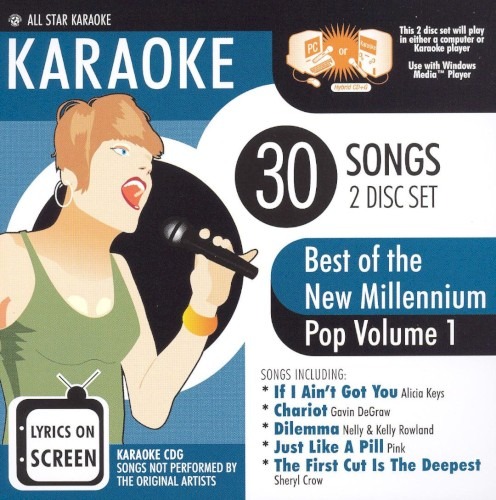 ALL STAR KARAOKE
KARAOKE
PC
or
Karaoke
Hybrid CD+G
This 2 disc set will play
in either a computer or
Karaoke player
Use with Windows
Media™ Player
30 SONGS
2 DISC SET
Best of the
New Millennium
Pop Volume 1
SONGS INCLUDING:
* If I Ain't Got You Alicia Keys
* Chariot Gavin DeGraw
* Dilemma Nelly & Kelly Rowland
* Just Like A Pill Pink
* The First Cut Is The Deepest
Sheryl Crow
LYRICS ON
SCREEN
KARAOKE CDG
SONGS NOT PERFORMED BY
THE ORIGINAL ARTISTS